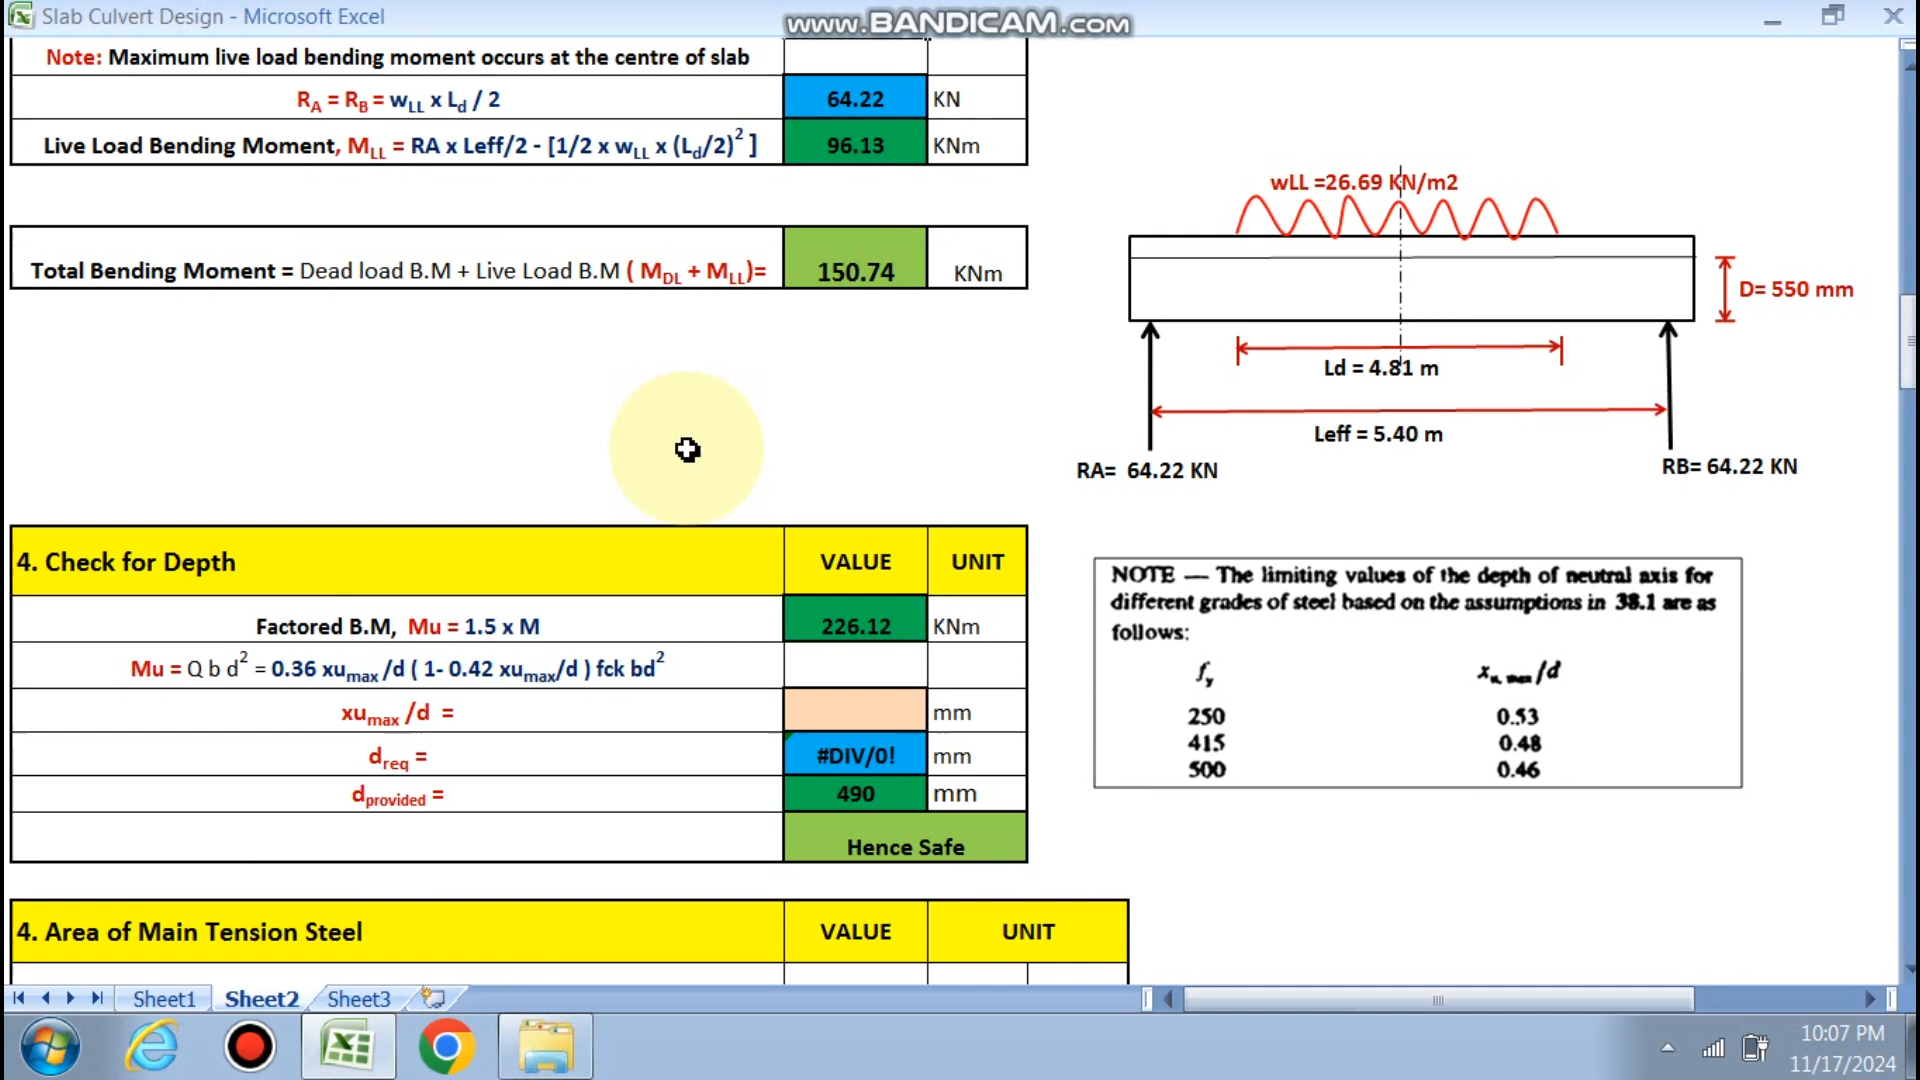 Slab Culvert Design - Microsoft Excel
WWW.BANDICAM.COM
Note: Maximum live load bending moment occurs at the centre of slab
RA = RB = wLL x Ld / 2 64.22 KN
Live Load Bending Moment, MLL = RA x Leff/2 - [1/2 x wLL x (Ld/2)2 ] 96.13 KNm
Total Bending Moment = Dead load B.M + Live Load B.M ( MDL + MLL)= 150.74 KNm
wLL =26.69 KN/m2
D= 550 mm
Ld = 4.81 m
Leff = 5.40 m
RA= 64.22 KN
RB= 64.22 KN
4. Check for Depth VALUE UNIT
Factored B.M, Mu = 1.5 x M 226.12 KNm
Mu = Q b d2 = 0.36 xumax /d ( 1- 0.42 xumax/d ) fck bd2
xumax /d = mm
dreq = #DIV/0! mm
dprovided = 490 mm
Hence Safe
NOTE — The limiting values of the depth of neutral axis for
different grades of steel based on the assumptions in 38.1 are as
follows:
fy xu, max/d
250 0.53
415 0.48
500 0.46
4. Area of Main Tension Steel VALUE UNIT
Sheet1 Sheet2 Sheet3
10:07 PM
11/17/2024